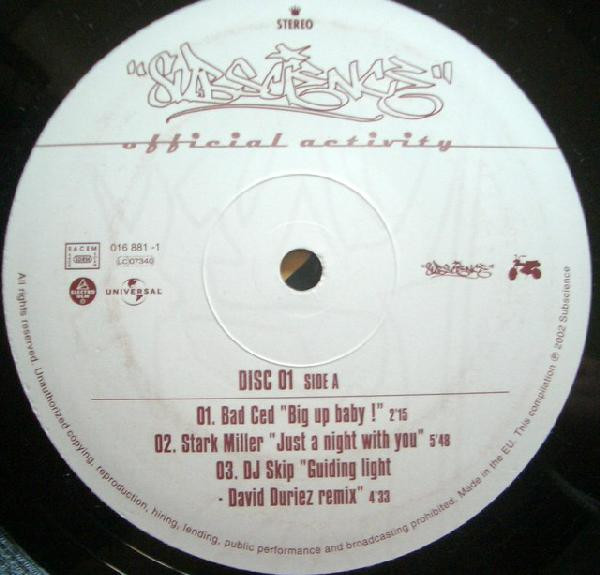 STEREO
"SUBSCIENCE"
official activity
SACEM
016 881 -1
LC 07340
UNIVERSAL
"SUBSCIENCE"
DISC 01 SIDE A
01. Bad Ced "Big up baby !" 2'15
02. Stark Miller "Just a night with you" 5'48
03. DJ Skip "Guiding light
- David Duriez remix" 4'33
All rights reserved. Unauthorized copying, reproduction, hiring, lending, public performance and broadcasting prohibited. Made in the EU. This compilation ℗ 2002 Subscience